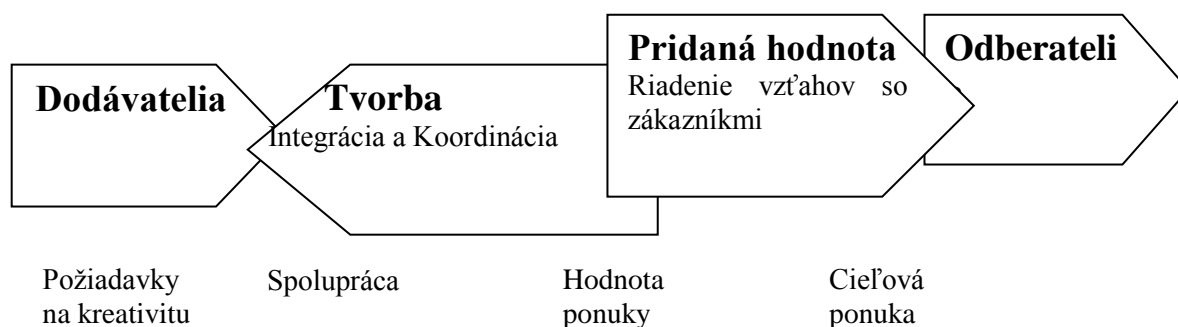 Dodávatelia
Tvorba
Integrácia a Koordinácia
Pridaná hodnota
Riadenie vzťahov so
zákazníkmi
Odberateli
Požiadavky
na kreativitu
Spolupráca
Hodnota
ponuky
Cieľová
ponuka